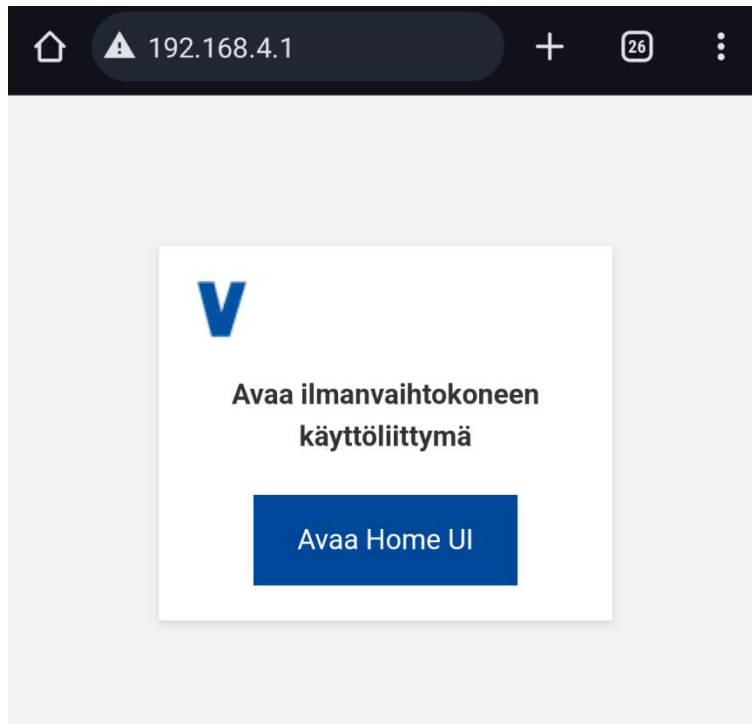 192.168.4.1
26
V
Avaa ilmanvaihtokoneen
käyttöliittymä
Avaa Home UI